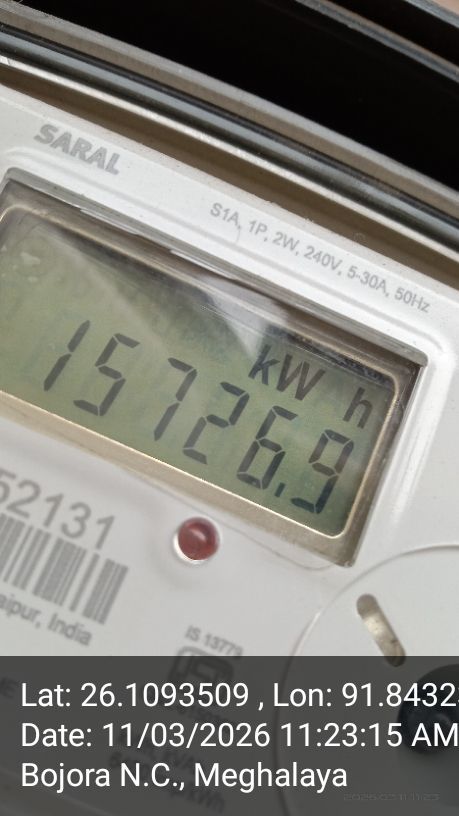 SARAL
S1A, 1P, 2W, 240V, 5-30A, 50Hz
kWh
15726.9
52131
aipur, India
IS 13779
Lat: 26.1093509 , Lon: 91.8432
Date: 11/03/2026 11:23:15 AM
Bojora N.C., Meghalaya